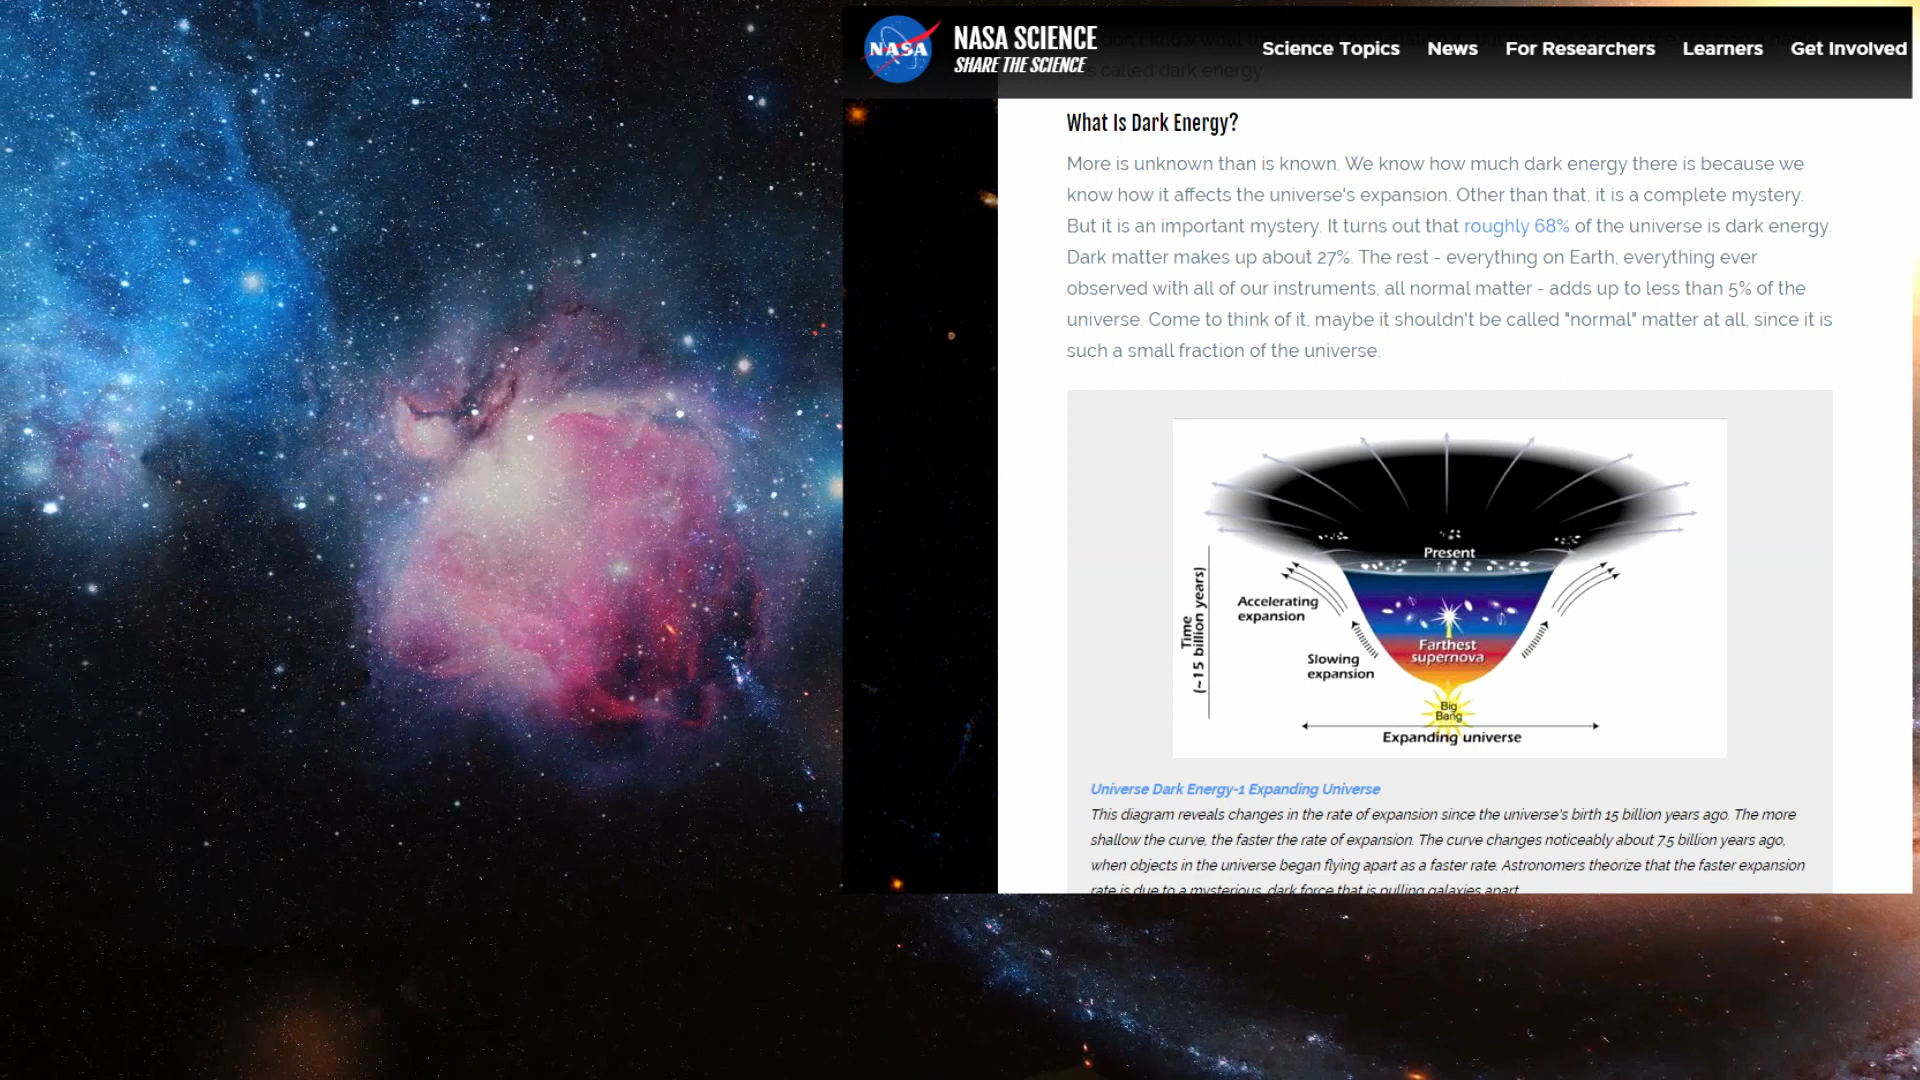 NASA
NASA SCIENCE
SHARE THE SCIENCE
Science Topics News For Researchers Learners Get Involved
called dark energy
What Is Dark Energy?
More is unknown than is known. We know how much dark energy there is because we
know how it affects the universe's expansion. Other than that, it is a complete mystery.
But it is an important mystery. It turns out that roughly 68% of the universe is dark energy.
Dark matter makes up about 27%. The rest - everything on Earth, everything ever
observed with all of our instruments, all normal matter - adds up to less than 5% of the
universe. Come to think of it, maybe it shouldn't be called "normal" matter at all, since it is
such a small fraction of the universe.
Present
Accelerating
expansion
Farthest
supernova
Slowing
expansion
Time
(~15 billion years)
Big
Bang
Expanding universe
Universe Dark Energy-1 Expanding Universe
This diagram reveals changes in the rate of expansion since the universe's birth 15 billion years ago. The more
shallow the curve, the faster the rate of expansion. The curve changes noticeably about 7.5 billion years ago,
when objects in the universe began flying apart as a faster rate. Astronomers theorize that the faster expansion
rate is due to a mysterious, dark force that is pulling galaxies apart.